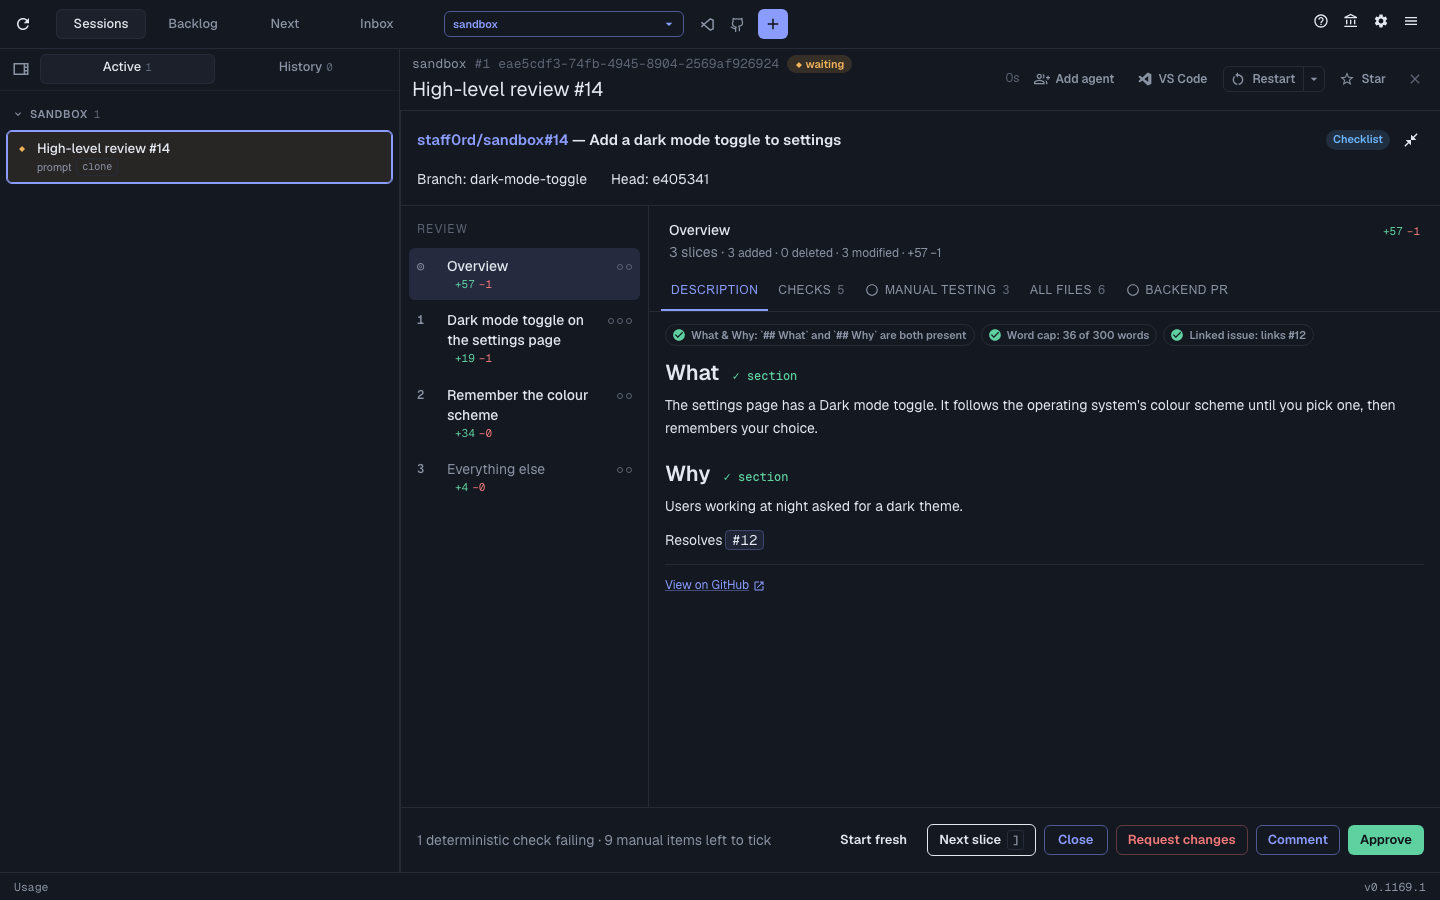 Sessions
Backlog
Next
Inbox
sandbox
Active 1
History 0
SANDBOX 1
High-level review #14
prompt clone
sandbox #1 eae5cdf3-74fb-4945-8904-2569af926924 waiting
High-level review #14
0s
Add agent
VS Code
Restart
Star
staff0rd/sandbox#14 — Add a dark mode toggle to settings
Checklist
Branch: dark-mode-toggle Head: e405341
REVIEW
Overview
+57 −1
1 Dark mode toggle on
the settings page
+19 −1
2 Remember the colour
scheme
+34 −0
3 Everything else
+4 −0
Overview
+57 −1
3 slices · 3 added · 0 deleted · 3 modified · +57 −1
DESCRIPTION
CHECKS 5
MANUAL TESTING 3
ALL FILES 6
BACKEND PR
What & Why: `## What` and `## Why` are both present
Word cap: 36 of 300 words
Linked issue: links #12
What ✓ section
The settings page has a Dark mode toggle. It follows the operating system's colour scheme until you pick one, then
remembers your choice.
Why ✓ section
Users working at night asked for a dark theme.
Resolves #12
View on GitHub
1 deterministic check failing · 9 manual items left to tick
Start fresh
Next slice ]
Close
Request changes
Comment
Approve
Usage
v0.1169.1